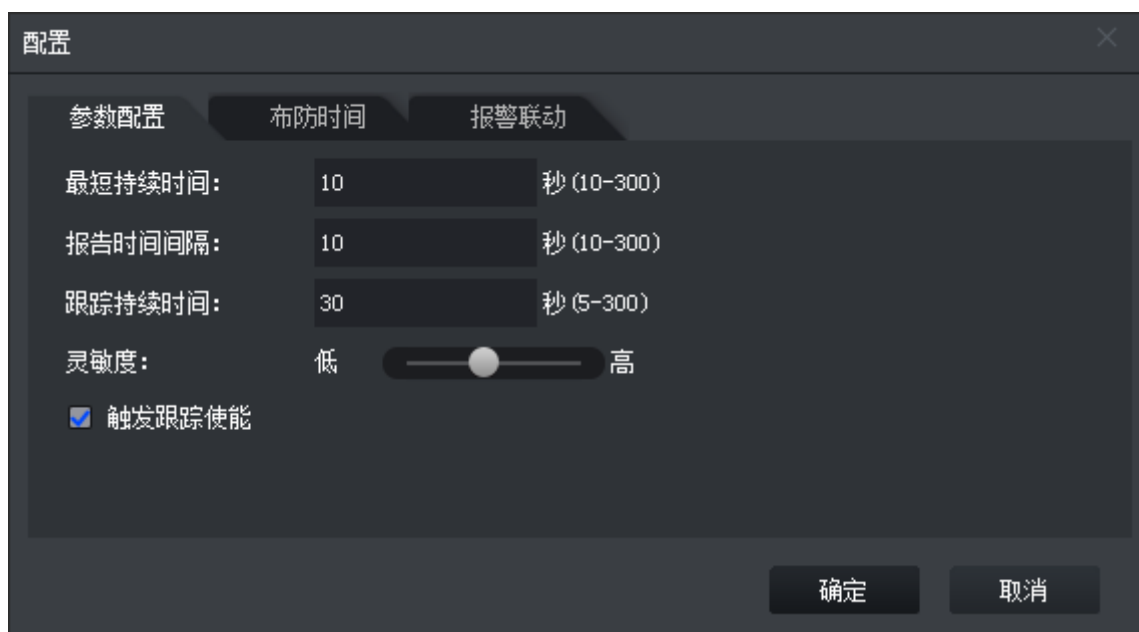 配置
参数配置 布防时间 报警联动
最短持续时间： 10 秒(10-300)
报告时间间隔： 10 秒(10-300)
跟踪持续时间： 30 秒(5-300)
灵敏度： 低 高
触发跟踪使能
确定 取消